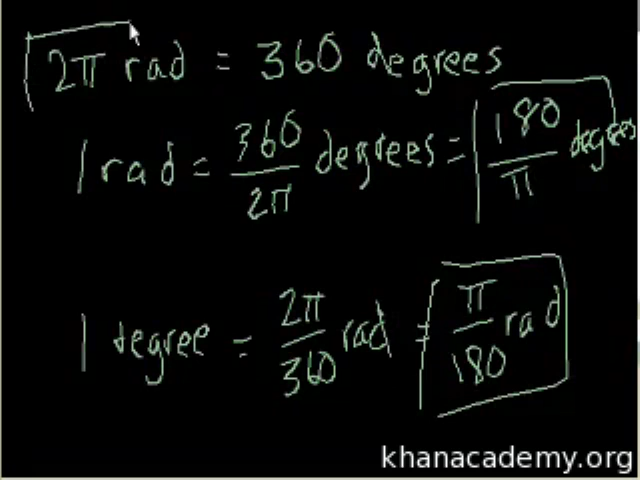 2π rad = 360 degrees
1 rad = 360/2π degrees = 180/π degrees
1 degree = 2π/360 rad = π/180 rad
khanacademy.org